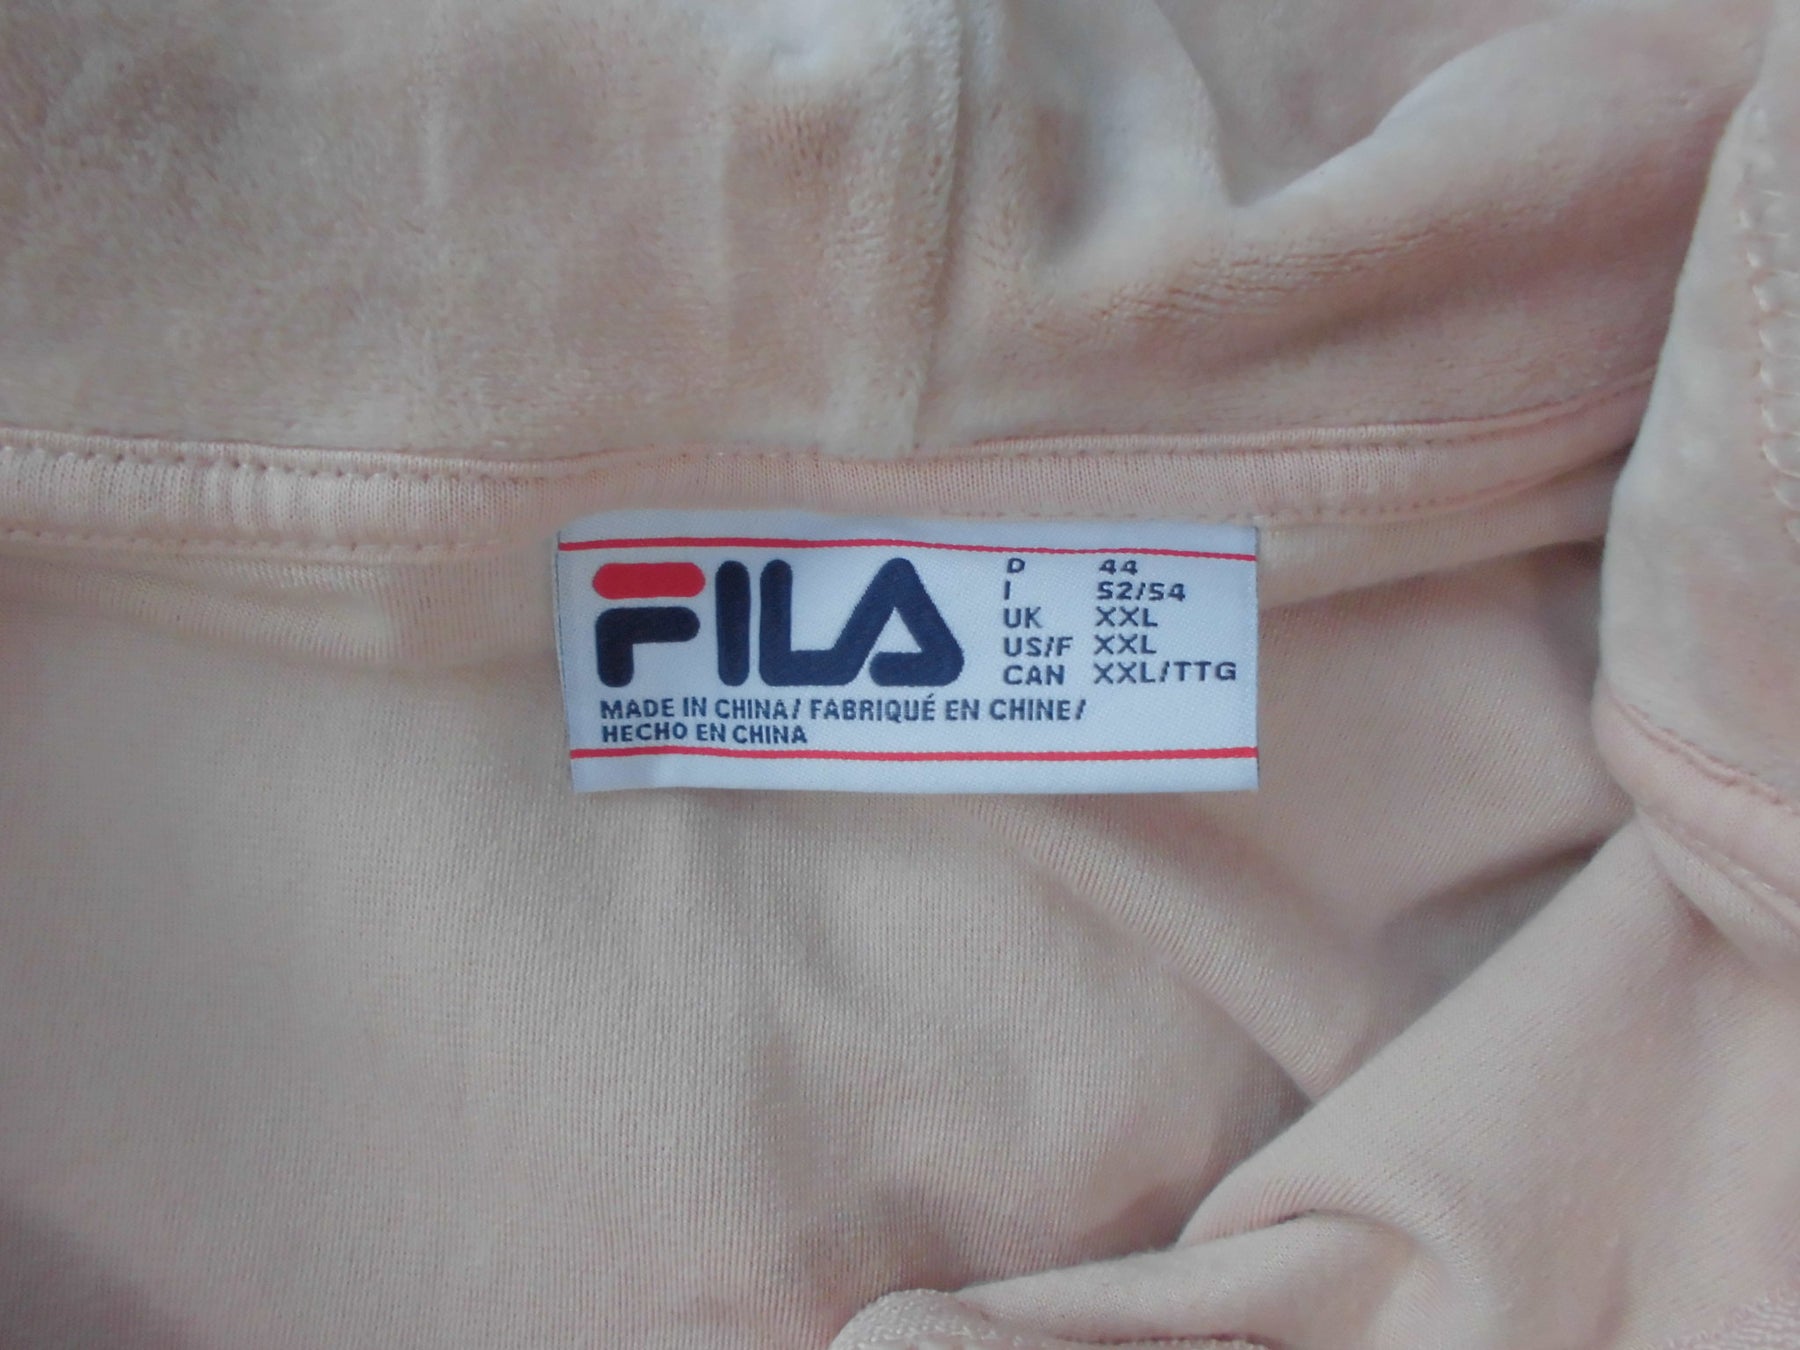 FILA
D 44
I 52/54
UK XXL
US/F XXL
CAN XXL/TTG
MADE IN CHINA/ FABRIQUÉ EN CHINE/
HECHO EN CHINA